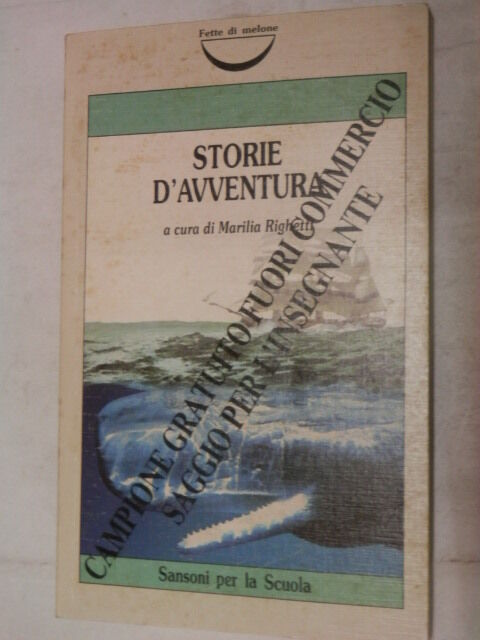 Fette di melone
STORIE
D'AVVENTURA
a cura di Marilia Righetti
CAMPIONE GRATUITO FUORI COMMERCIO
SAGGIO PER L'INSEGNANTE
Sansoni per la Scuola